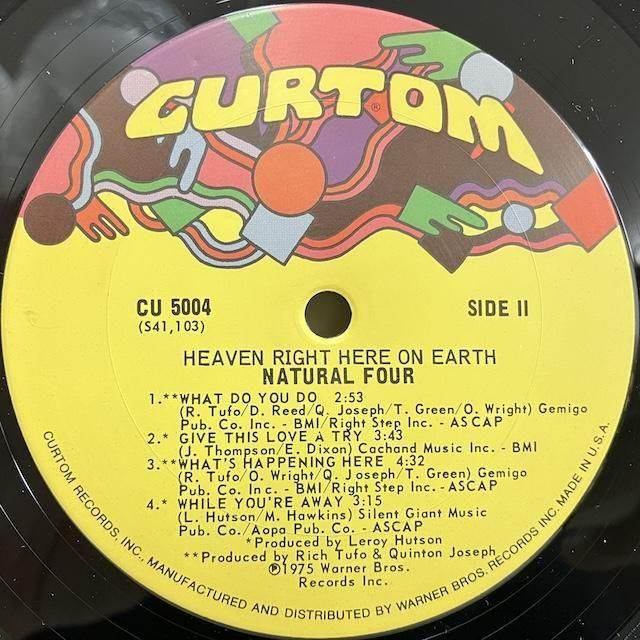 CURTOM ®
CU 5004
(S41,103)
SIDE II
HEAVEN RIGHT HERE ON EARTH
NATURAL FOUR
1.**WHAT DO YOU DO 2:53
(R. Tufo/D. Reed/Q. Joseph/T. Green/O. Wright) Gemigo
Pub. Co. Inc. - BMI/Right Step Inc. - ASCAP
2.* GIVE THIS LOVE A TRY 3:43
(J. Thompson/E. Dixon) Cachand Music Inc. - BMI
3.**WHAT'S HAPPENING HERE 4:32
(R. Tufo/O. Wright/Q. Joseph/T. Green) Gemigo
Pub. Co. Inc. - BMI/Right Step Inc. -ASCAP
4.* WHILE YOU'RE AWAY 3:15
(L. Hutson/M. Hawkins) Silent Giant Music
Pub. Co./Aopa Pub. Co. - ASCAP
*Produced by Leroy Hutson
**Produced by Rich Tufo & Quinton Joseph
℗1975 Warner Bros.
Records Inc.
CURTOM RECORDS, INC., MANUFACTURED AND DISTRIBUTED BY WARNER BROS. RECORDS INC. MADE IN U.S.A.